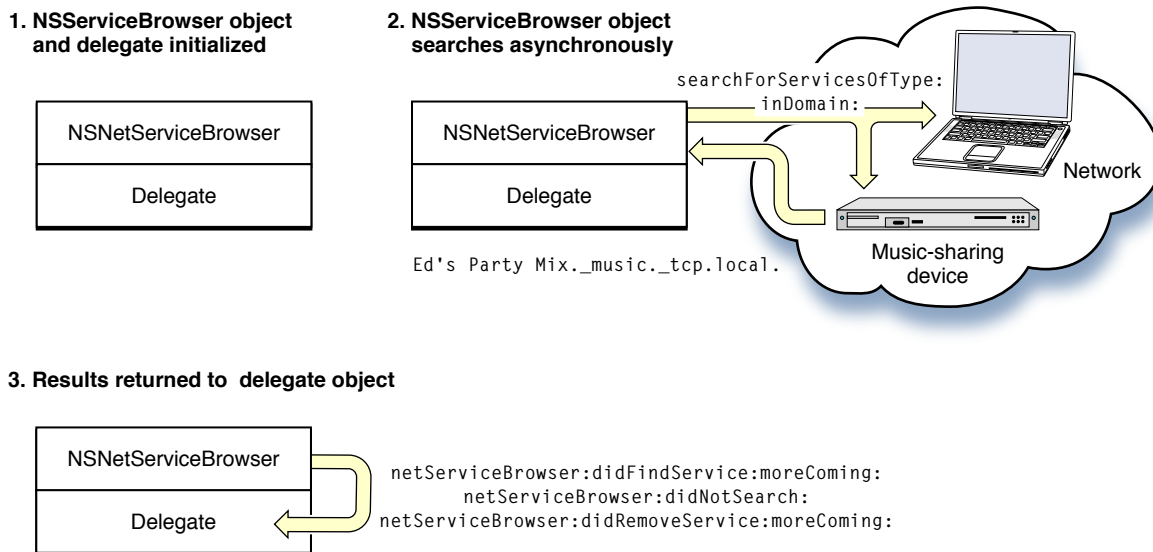 1. NSServiceBrowser object
and delegate initialized
NSNetServiceBrowser
Delegate
2. NSServiceBrowser object
searches asynchronously
searchForServicesOfType:
inDomain:
NSNetServiceBrowser
Delegate
Network
Music-sharing
device
Ed's Party Mix._music._tcp.local.
3. Results returned to  delegate object
NSNetServiceBrowser
Delegate
netServiceBrowser:didFindService:moreComing:
netServiceBrowser:didNotSearch:
netServiceBrowser:didRemoveService:moreComing: